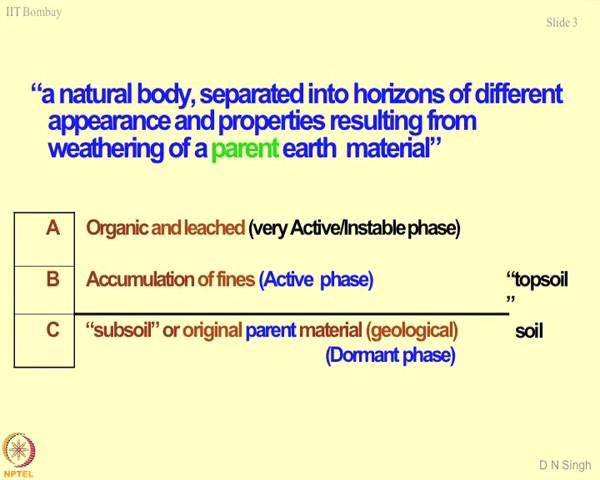 IIT Bombay
Slide 3
“a natural body, separated into horizons of different
appearance and properties resulting from
weathering of a parent earth material”
A Organic and leached (very Active/Instable phase)
B Accumulation of fines (Active phase) “topsoil
”
C “subsoil” or original parent material (geological) soil
(Dormant phase)
NPTEL
D N Singh